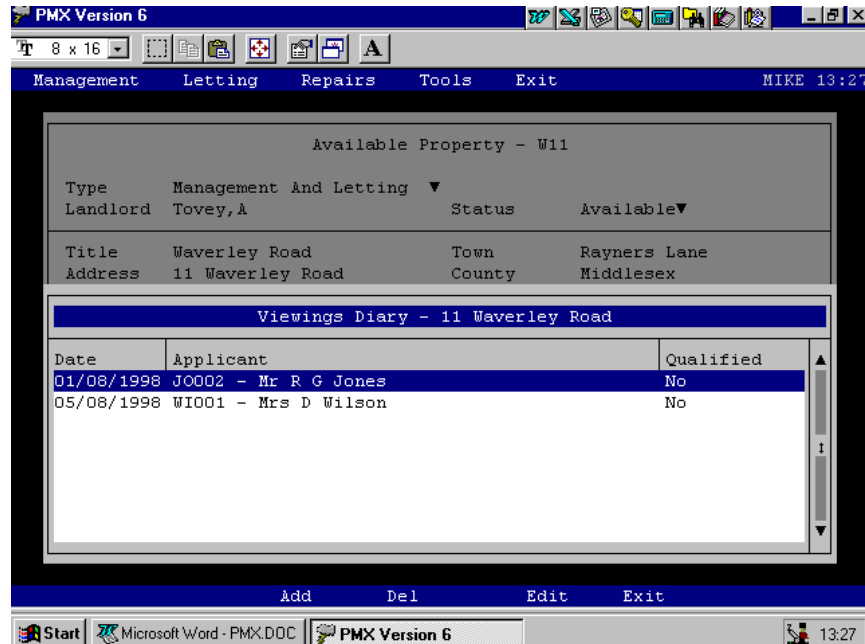 PMX Version 6
8 x 16
Management Letting Repairs Tools Exit MIKE 13:27
Available Property - W11
Type Management And Letting ▼
Landlord Tovey,A Status Available▼
Title Waverley Road Town Rayners Lane
Address 11 Waverley Road County Middlesex
Viewings Diary - 11 Waverley Road
Date Applicant Qualified
01/08/1998 JO002 - Mr R G Jones No
05/08/1998 WI001 - Mrs D Wilson No
Add Del Edit Exit
Start Microsoft Word - PMX.DOC PMX Version 6 13:27